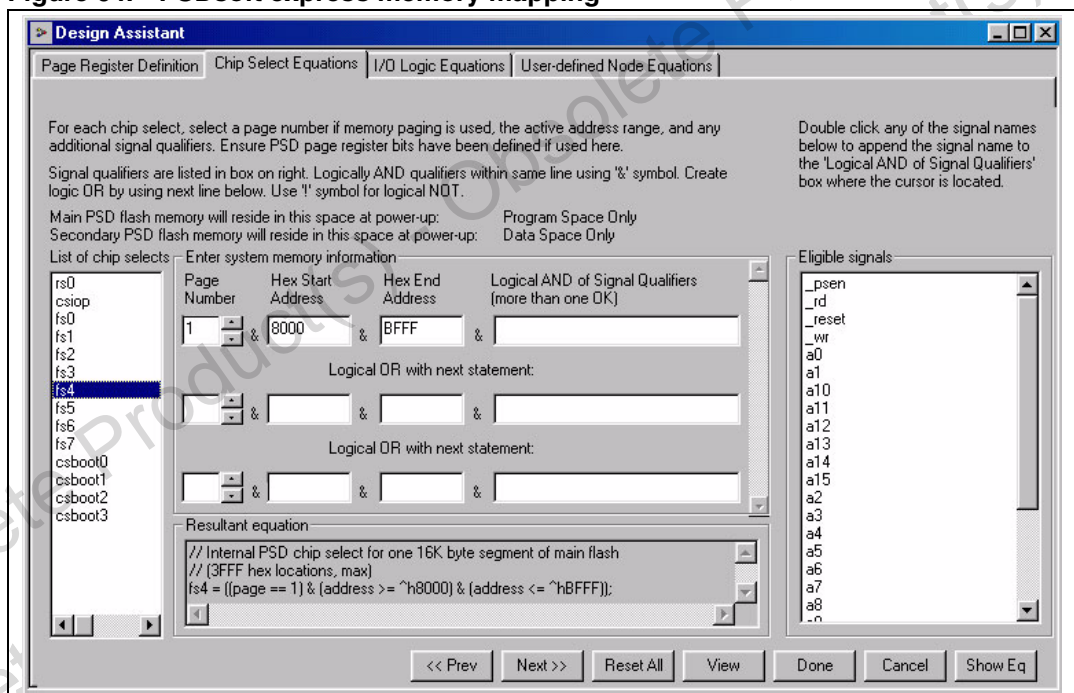 Design Assistant
Page Register Definition
Chip Select Equations
I/O Logic Equations
User-defined Node Equations
For each chip select, select a page number if memory paging is used, the active address range, and any
additional signal qualifiers. Ensure PSD page register bits have been defined if used here.
Signal qualifiers are listed in box on right. Logically AND qualifiers within same line using '&' symbol. Create
logic OR by using next line below. Use '!' symbol for logical NOT.
Main PSD flash memory will reside in this space at power-up: Program Space Only
Secondary PSD flash memory will reside in this space at power-up: Data Space Only
Double click any of the signal names
below to append the signal name to
the 'Logical AND of Signal Qualifiers'
box where the cursor is located.
List of chip selects
rs0
csiop
fs0
fs1
fs2
fs3
fs4
fs5
fs6
fs7
csboot0
csboot1
csboot2
csboot3
Enter system memory information
Page Number
Hex Start Address
Hex End Address
Logical AND of Signal Qualifiers
(more than one OK)
1 & 8000 & BFFF &
Logical OR with next statement:
& & &
Logical OR with next statement:
& & &
Resultant equation
// Internal PSD chip select for one 16K byte segment of main flash
// (3FFF hex locations, max)
fs4 = ((page == 1) & (address >= ^h8000) & (address <= ^hBFFF));
Eligible signals
_psen
_rd
_reset
_wr
a0
a1
a10
a11
a12
a13
a14
a15
a2
a3
a4
a5
a6
a7
a8
<< Prev
Next >>
Reset All
View
Done
Cancel
Show Eq
Obsolete Product(s) - Obsolete